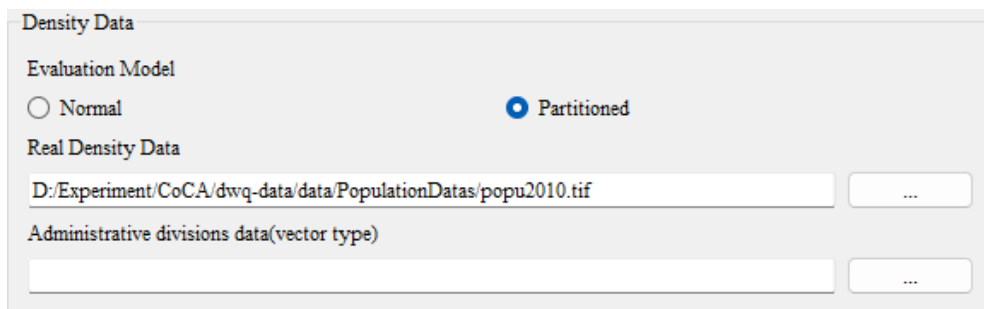 Density Data
Evaluation Model
Normal Partitioned
Real Density Data
D:/Experiment/CoCA/dwq-data/data/PopulationDatas/popu2010.tif ...
Administrative divisions data(vector type)
...